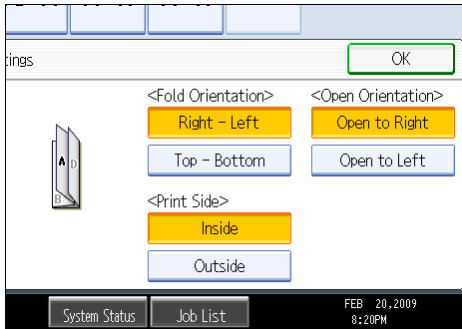 tings
OK
<Fold Orientation>
<Open Orientation>
Right - Left
Open to Right
Top - Bottom
Open to Left
A D
B
<Print Side>
Inside
Outside
System Status
Job List
FEB 20,2009
8:20PM